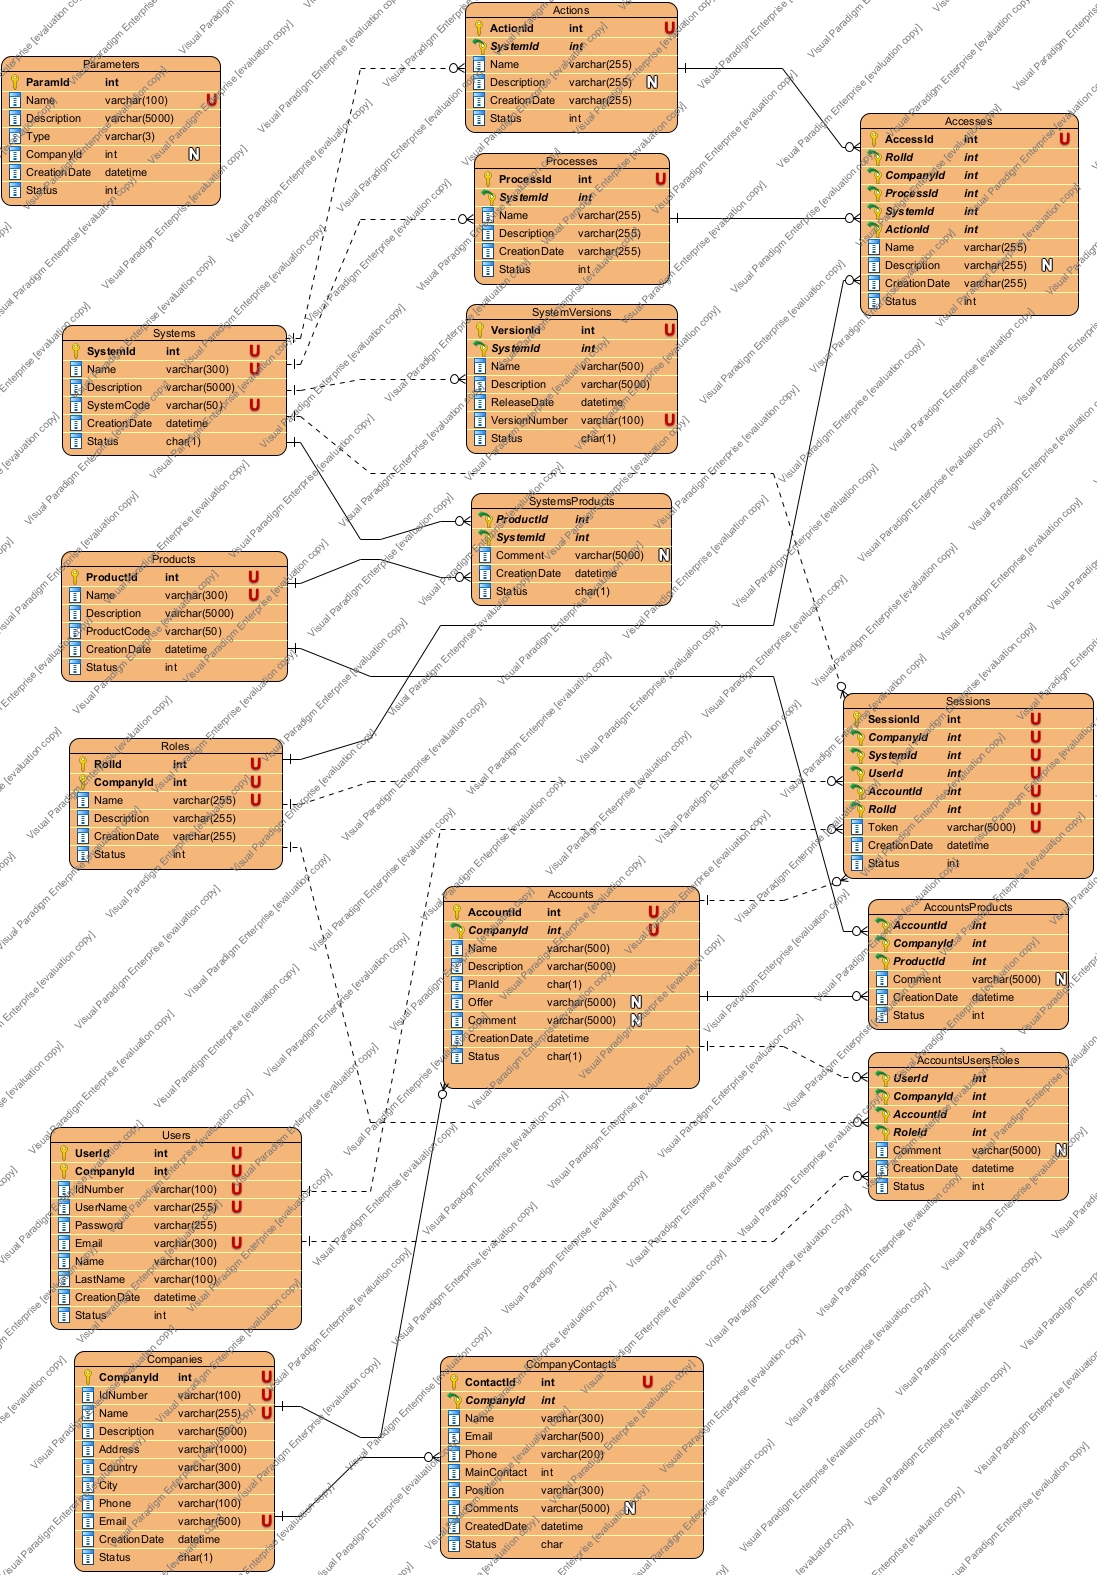 Actions
ActionId int U
SystemId int
Name varchar(255)
Description varchar(255) N
CreationDate varchar(255)
Status int
Parameters
ParamId int
Name varchar(100) U
Description varchar(5000)
Type varchar(3)
CompanyId int N
CreationDate datetime
Status int
Accesses
AccessId int U
RolId int
CompanyId int
ProcessId int
SystemId int
ActionId int
Name varchar(255)
Description varchar(255) N
CreationDate varchar(255)
Status int
Processes
ProcessId int U
SystemId int
Name varchar(255)
Description varchar(255)
CreationDate varchar(255)
Status int
SystemVersions
VersionId int U
SystemId int
Name varchar(500)
Description varchar(5000)
ReleaseDate datetime
VersionNumber varchar(100) U
Status char(1)
Systems
SystemId int U
Name varchar(300) U
Description varchar(5000)
SystemCode varchar(50) U
CreationDate datetime
Status char(1)
SystemsProducts
ProductId int
SystemId int
Comment varchar(5000) N
CreationDate datetime
Status char(1)
Products
ProductId int U
Name varchar(300) U
Description varchar(5000)
ProductCode varchar(50)
CreationDate datetime
Status int
Roles
RolId int U
CompanyId int U
Name varchar(255) U
Description varchar(255)
CreationDate varchar(255)
Status int
Sessions
SessionId int U
CompanyId int U
SystemId int U
UserId int U
AccountId int U
RolId int U
Token varchar(5000) U
CreationDate datetime
Status int
Accounts
AccountId int U
CompanyId int U
Name varchar(500)
Description varchar(5000)
PlanId char(1)
Offer varchar(5000) N
Comment varchar(5000) N
CreationDate datetime
Status char(1)
AccountsProducts
AccountId int
CompanyId int
ProductId int
Comment varchar(5000) N
CreationDate datetime
Status int
AccountsUsersRoles
UserId int
CompanyId int
AccountId int
RoleId int
Comment varchar(5000) N
CreationDate datetime
Status int
Users
UserId int U
CompanyId int U
IdNumber varchar(100) U
UserName varchar(255) U
Password varchar(255)
Email varchar(300) U
Name varchar(100)
LastName varchar(100)
CreationDate datetime
Status int
Companies
CompanyId int U
IdNumber varchar(100) U
Name varchar(255) U
Description varchar(5000)
Address varchar(1000)
Country varchar(300)
City varchar(300)
Phone varchar(100)
Email varchar(500) U
CreationDate datetime
Status char(1)
CompanyContacts
ContactId int U
CompanyId int
Name varchar(300)
Email varchar(500)
Phone varchar(200)
MainContact int
Position varchar(300)
Comments varchar(5000) N
CreatedDate datetime
Status char
Visual Paradigm Enterprise [evaluation copy]